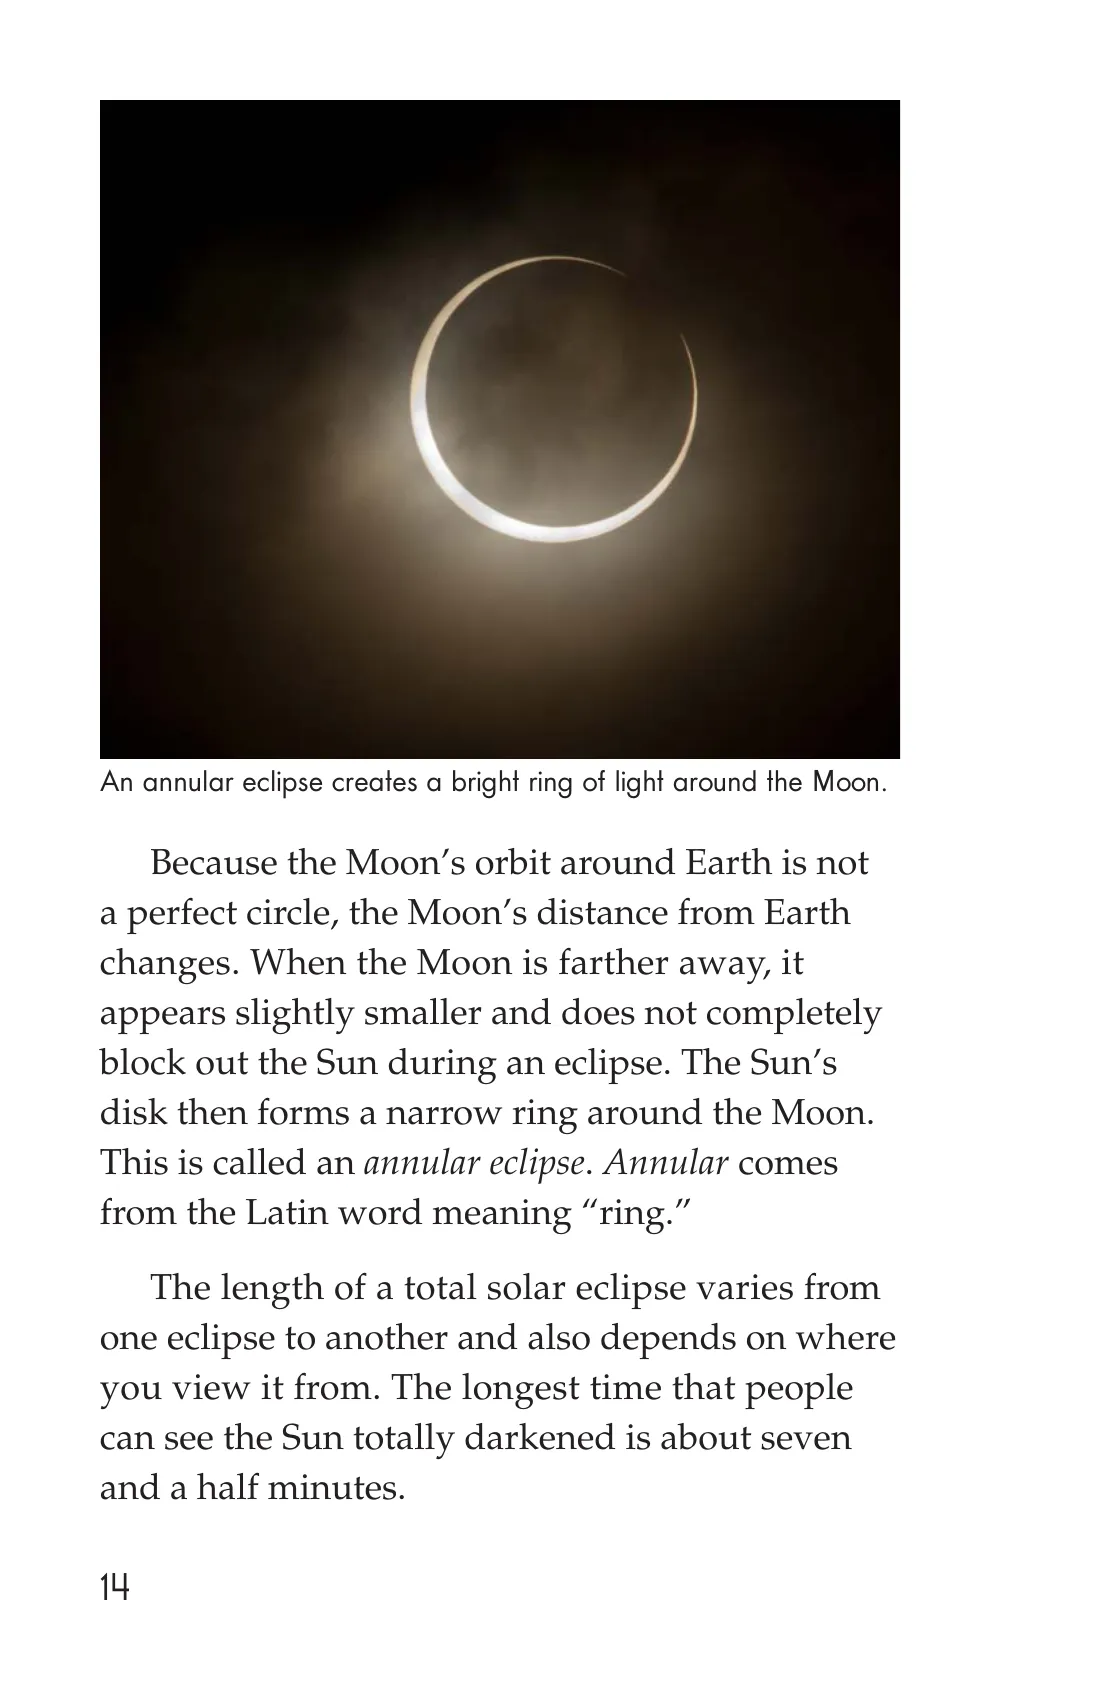 An annular eclipse creates a bright ring of light around the Moon.
Because the Moon’s orbit around Earth is not
a perfect circle, the Moon’s distance from Earth
changes. When the Moon is farther away, it
appears slightly smaller and does not completely
block out the Sun during an eclipse. The Sun’s
disk then forms a narrow ring around the Moon.
This is called an annular eclipse. Annular comes
from the Latin word meaning “ring.”
The length of a total solar eclipse varies from
one eclipse to another and also depends on where
you view it from. The longest time that people
can see the Sun totally darkened is about seven
and a half minutes.
14